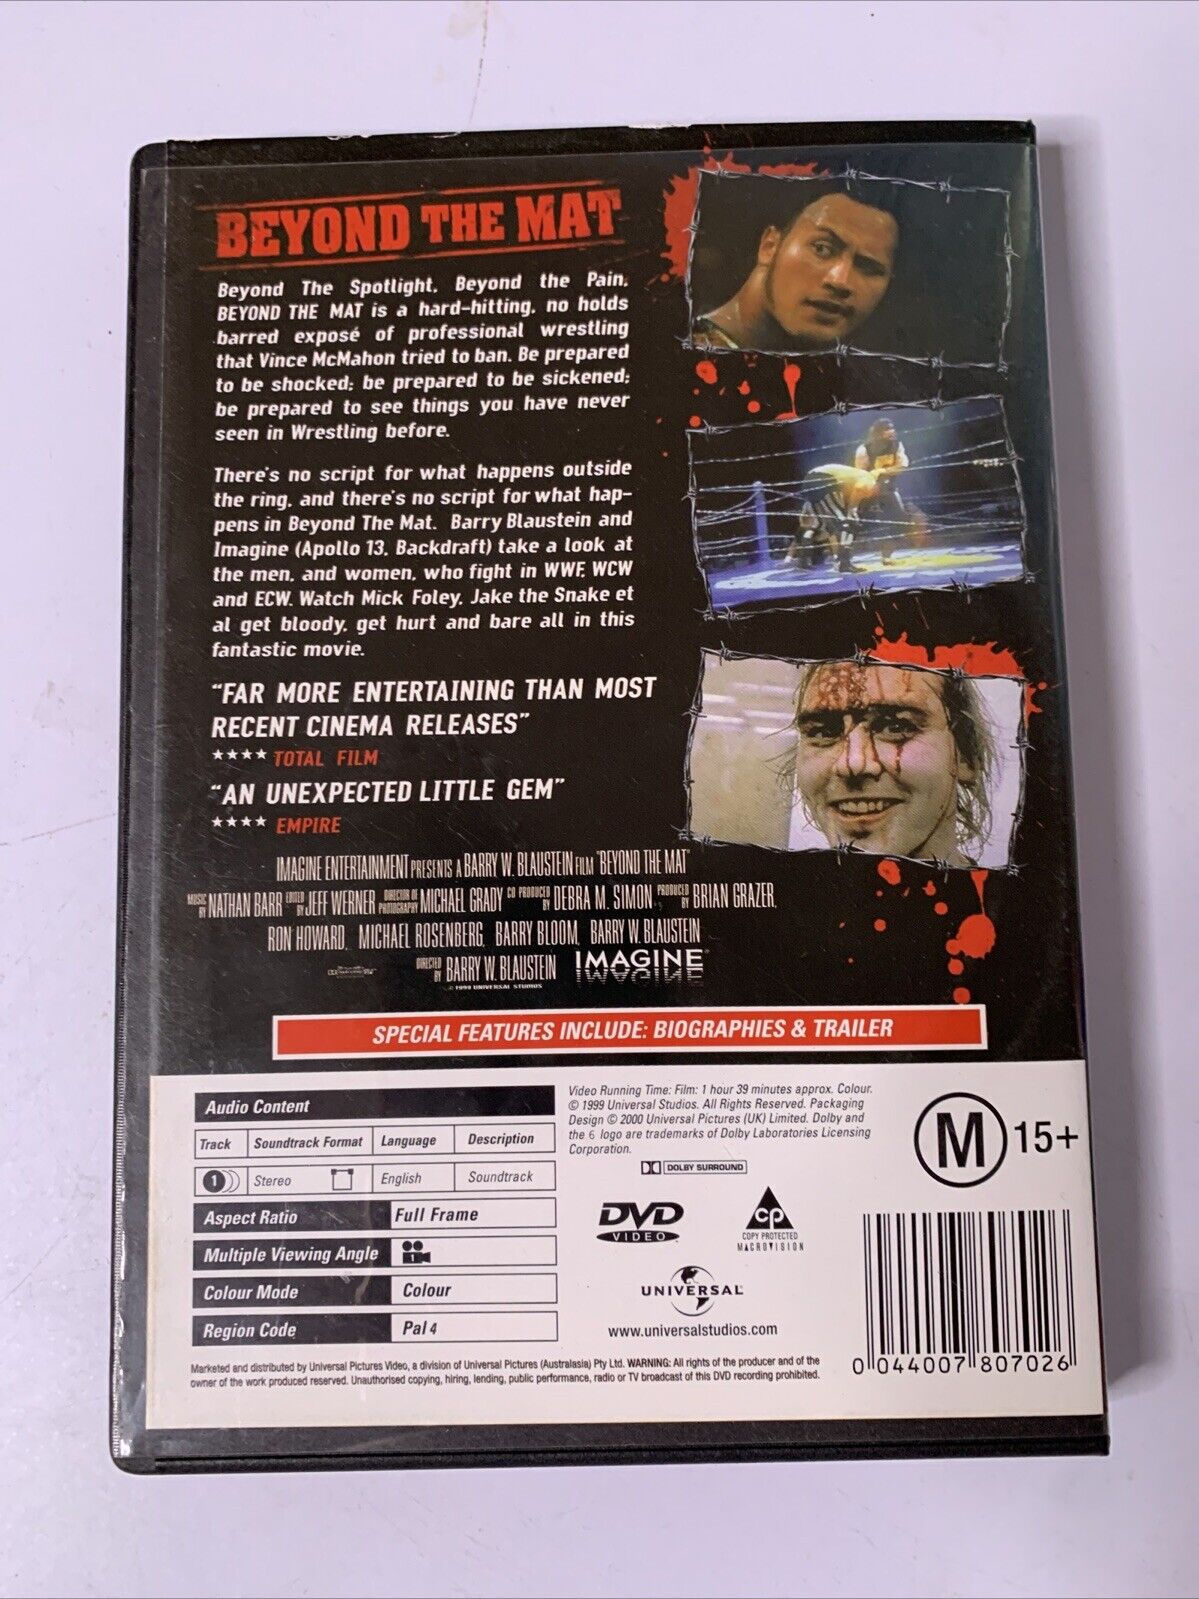 BEYOND THE MAT
Beyond The Spotlight, Beyond the Pain,
BEYOND THE MAT is a hard-hitting, no holds
barred exposé of professional wrestling
that Vince McMahon tried to ban. Be prepared
to be shocked; be prepared to be sickened;
be prepared to see things you have never
seen in Wrestling before.
There's no script for what happens outside
the ring, and there's no script for what hap-
pens in Beyond The Mat. Barry Blaustein and
Imagine (Apollo 13, Backdraft) take a look at
the men, and women, who fight in WWF, WCW
and ECW. Watch Mick Foley, Jake the Snake et
al get bloody, get hurt and bare all in this
fantastic movie.
"FAR MORE ENTERTAINING THAN MOST
RECENT CINEMA RELEASES"
**** TOTAL FILM
"AN UNEXPECTED LITTLE GEM"
**** EMPIRE
IMAGINE ENTERTAINMENT PRESENTS A BARRY W. BLAUSTEIN FILM "BEYOND THE MAT"
MUSIC BY NATHAN BARR EDITED BY JEFF WERNER DIRECTOR OF PHOTOGRAPHY MICHAEL GRADY CO PRODUCED BY DEBRA M. SIMON PRODUCED BY BRIAN GRAZER,
RON HOWARD, MICHAEL ROSENBERG, BARRY BLOOM, BARRY W. BLAUSTEIN
DIRECTED BY BARRY W. BLAUSTEIN IMAGINE
© 1999 UNIVERSAL STUDIOS
SPECIAL FEATURES INCLUDE: BIOGRAPHIES & TRAILER
Audio Content
Track Soundtrack Format Language Description
1 Stereo English Soundtrack
Aspect Ratio Full Frame
Multiple Viewing Angle 1
Colour Mode Colour
Region Code Pal 4
Video Running Time: Film: 1 hour 39 minutes approx. Colour.
© 1999 Universal Studios. All Rights Reserved. Packaging
Design © 2000 Universal Pictures (UK) Limited. Dolby and
the 6 logo are trademarks of Dolby Laboratories Licensing
Corporation.
DOLBY SURROUND
DVD
VIDEO
cp
COPY PROTECTED
MACROVISION
UNIVERSAL
www.universalstudios.com
M 15+
0 044007 807026
Marketed and distributed by Universal Pictures Video, a division of Universal Pictures (Australasia) Pty Ltd. WARNING: All rights of the producer and of the
owner of the work produced reserved. Unauthorised copying, hiring, lending, public performance, radio or TV broadcast of this DVD recording prohibited.